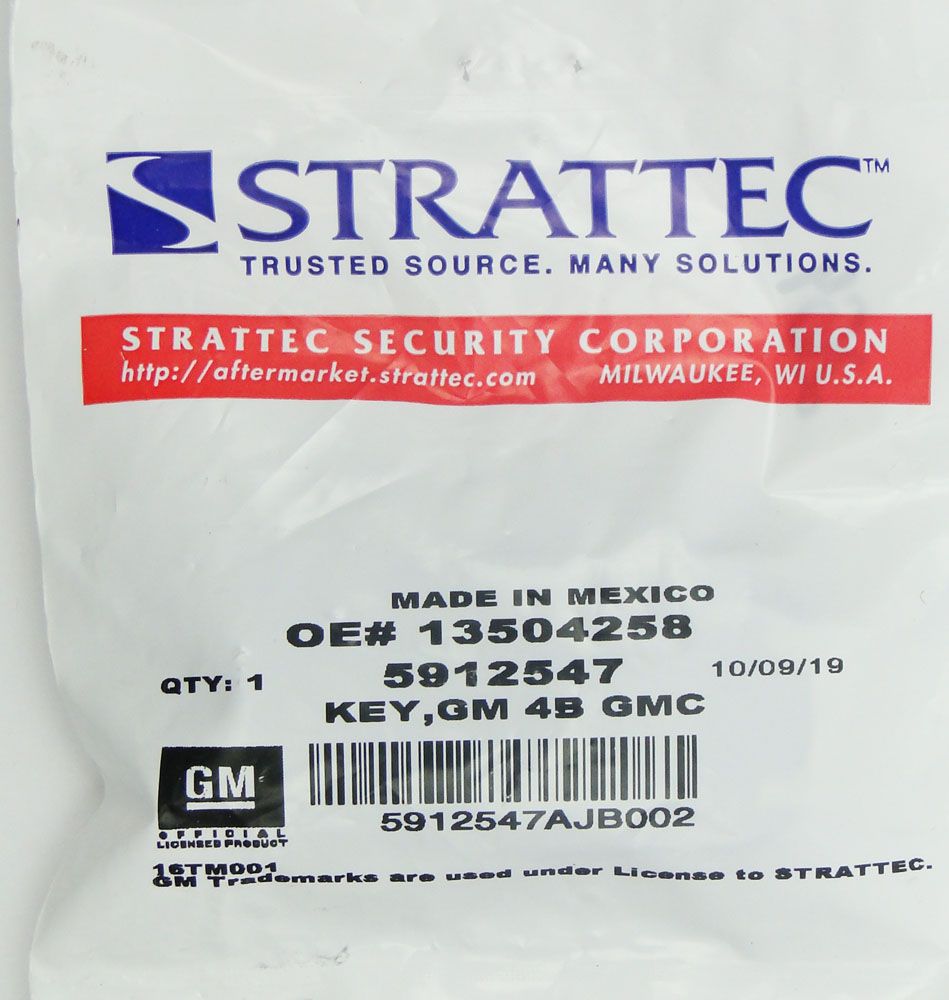 STRATTEC™
TRUSTED SOURCE. MANY SOLUTIONS.
STRATTEC SECURITY CORPORATION
http://aftermarket.strattec.com MILWAUKEE, WI U.S.A.
MADE IN MEXICO
OE# 13504258
QTY: 1 5912547 10/09/19
KEY,GM 4B GMC
GM
5912547AJB002
OFFICIAL
LICENSED PRODUCT
16TM001
GM Trademarks are used under License to STRATTEC.